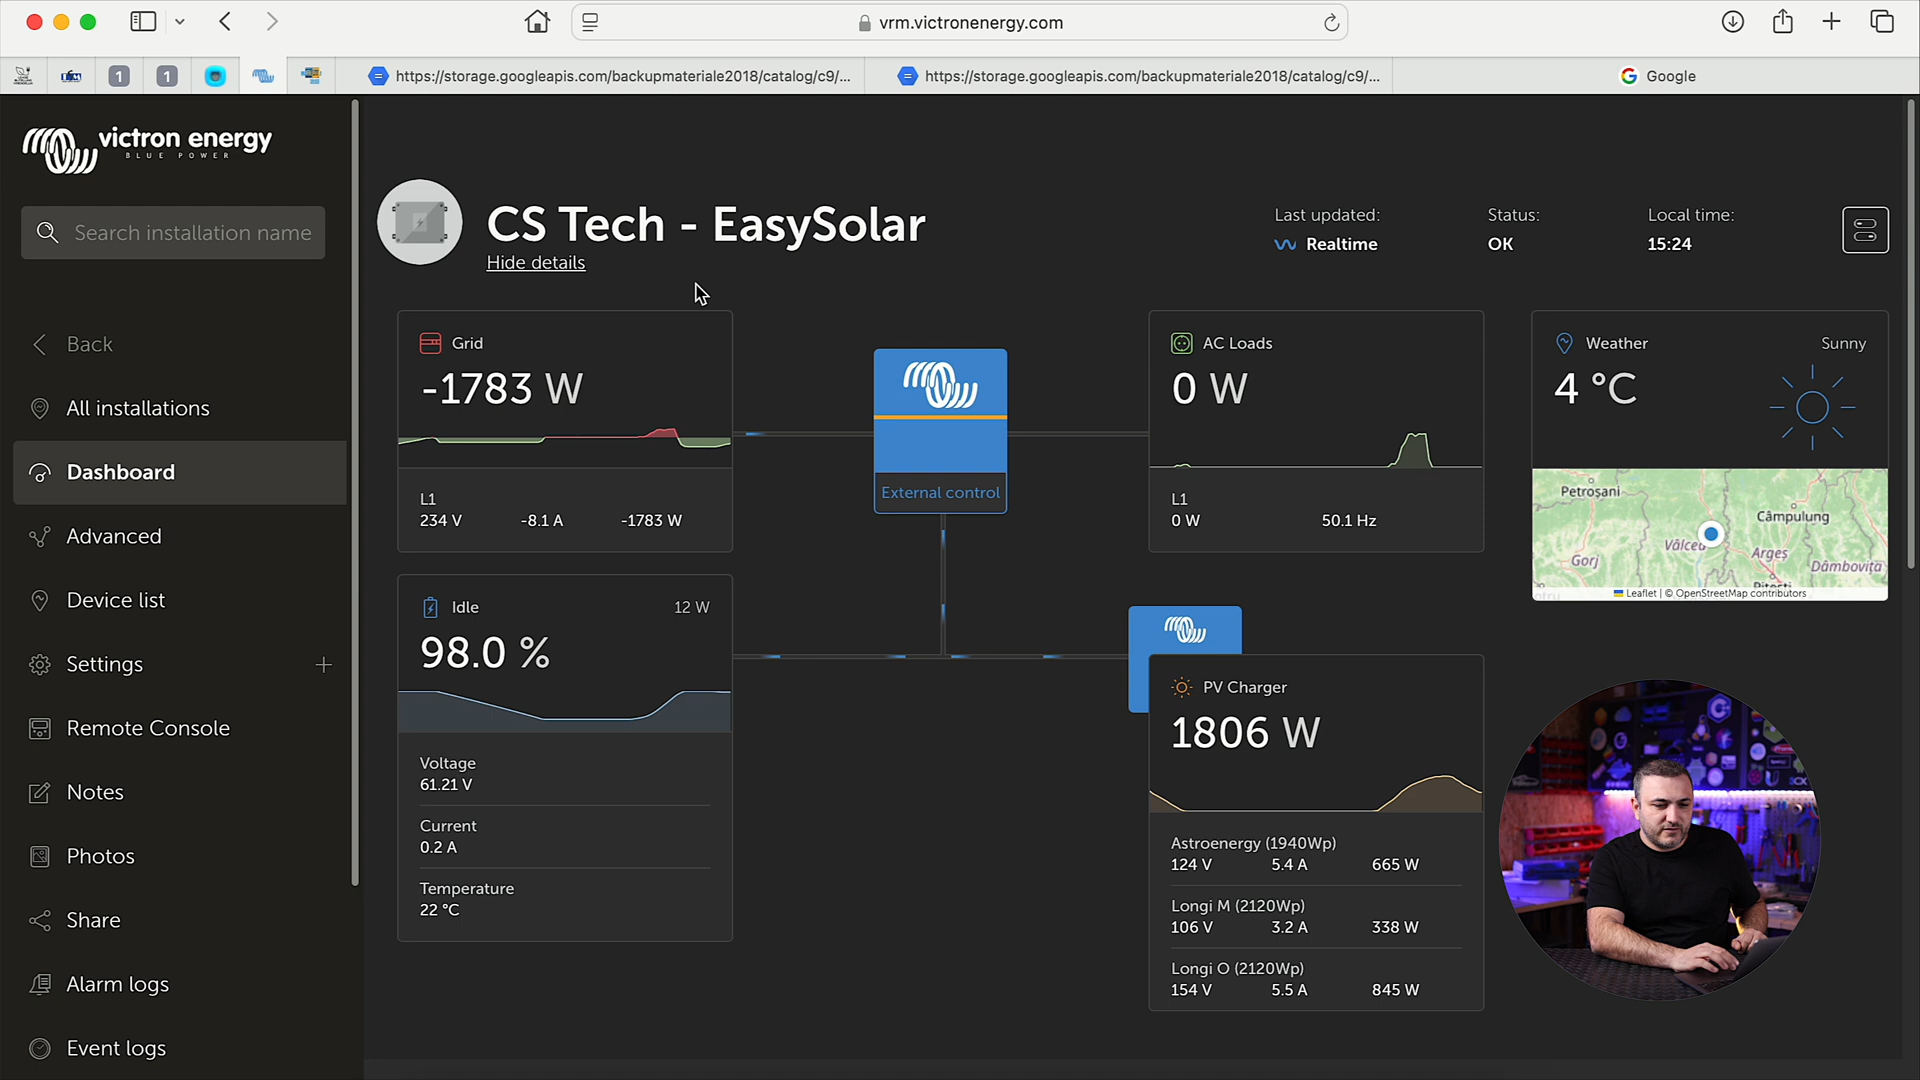 vrm.victronenergy.com
1
1
https://storage.googleapis.com/backupmateriale2018/catalog/c9/...
https://storage.googleapis.com/backupmateriale2018/catalog/c9/...
Google
victron energy
BLUE POWER
Search installation name
Back
All installations
Dashboard
Advanced
Device list
Settings
Remote Console
Notes
Photos
Share
Alarm logs
Event logs
CS Tech - EasySolar
Hide details
Last updated:
Realtime
Status:
OK
Local time:
15:24
Grid
-1783 W
L1
234 V -8.1 A -1783 W
External control
AC Loads
0 W
L1
0 W 50.1 Hz
Weather
Sunny
4 °C
Petroșani
Câmpulung
Vâlcea
Gorj
Argeș
Dâmbovița
Pitești
Leaflet | © OpenStreetMap contributors
Idle
12 W
98.0 %
Voltage
61.21 V
Current
0.2 A
Temperature
22 °C
PV Charger
1806 W
Astroenergy (1940Wp)
124 V 5.4 A 665 W
Longi M (2120Wp)
106 V 3.2 A 338 W
Longi O (2120Wp)
154 V 5.5 A 845 W